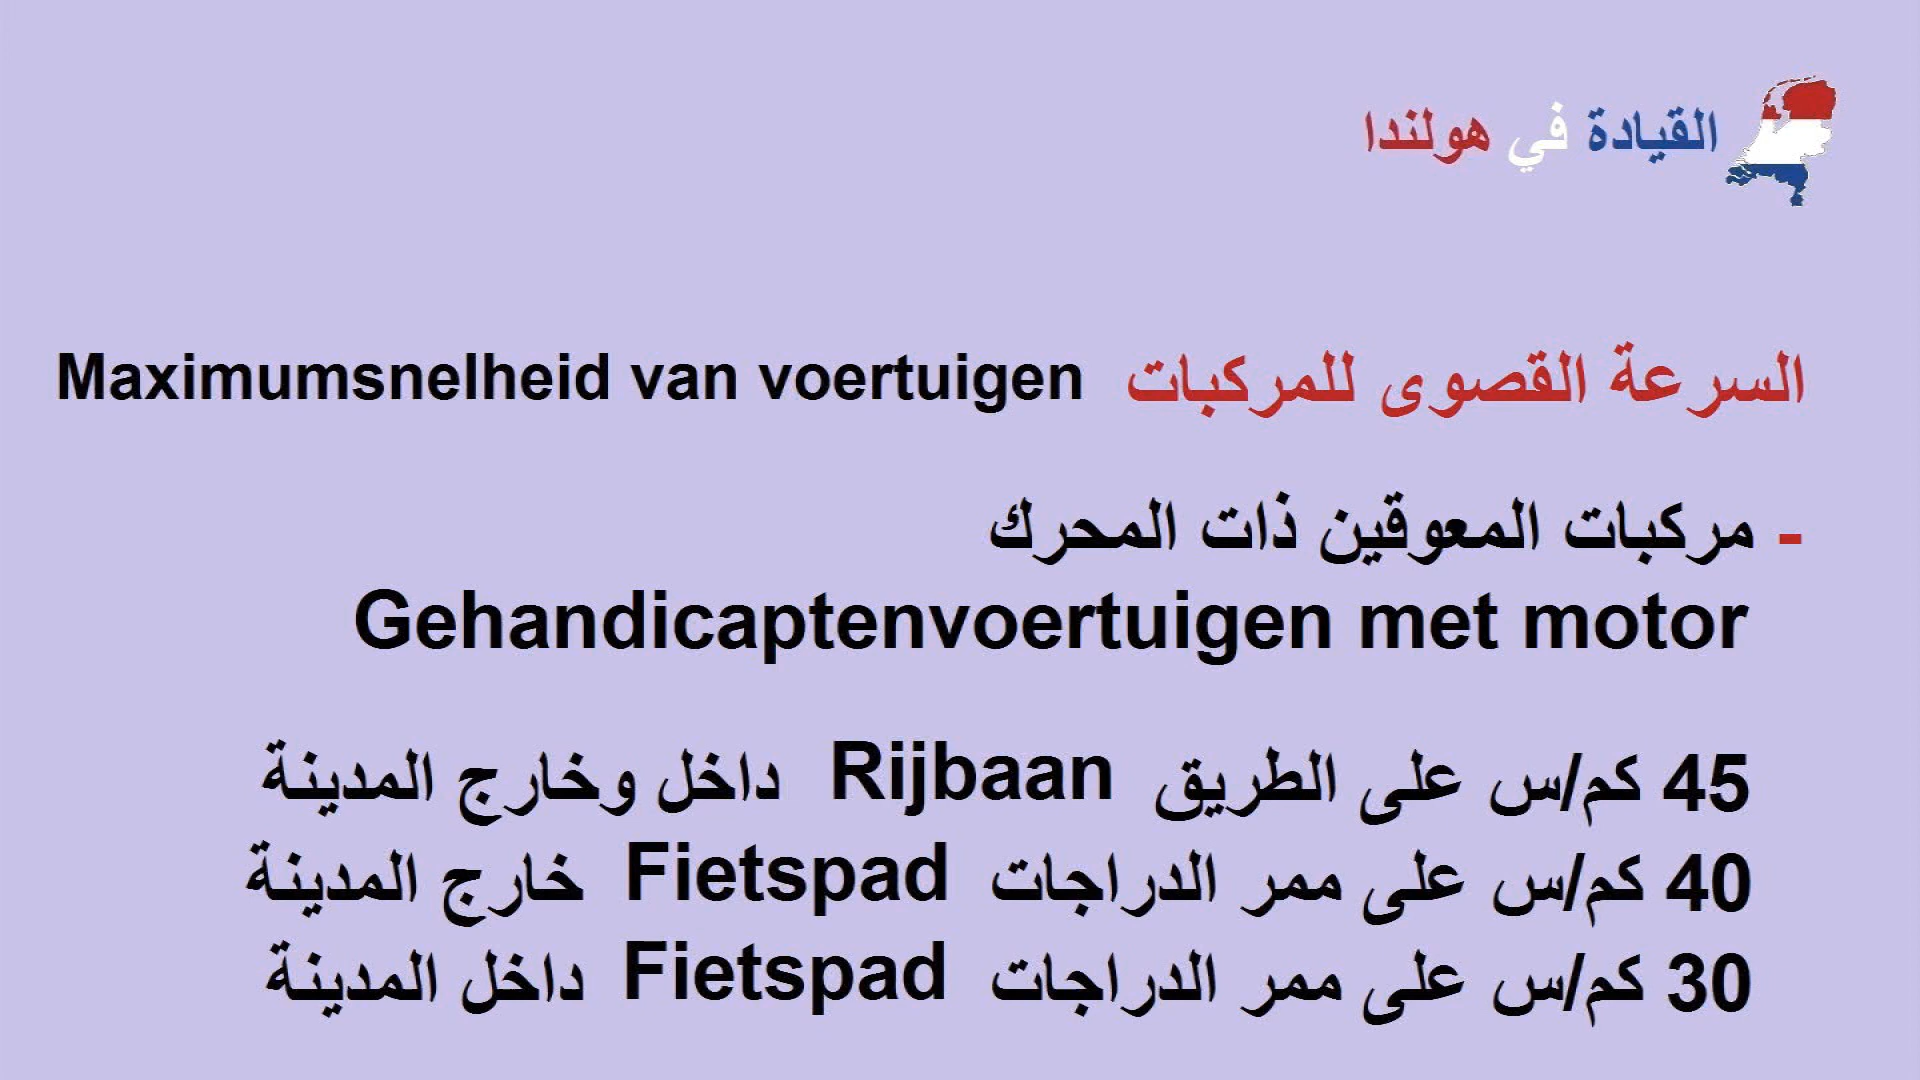 القيادة في هولندا
السرعة القصوى للمركبات Maximumsnelheid van voertuigen
- مركبات المعوقين ذات المحرك
Gehandicaptenvoertuigen met motor
45 كم/س على الطريق Rijbaan داخل وخارج المدينة
40 كم/س على ممر الدراجات Fietspad خارج المدينة
30 كم/س على ممر الدراجات Fietspad داخل المدينة